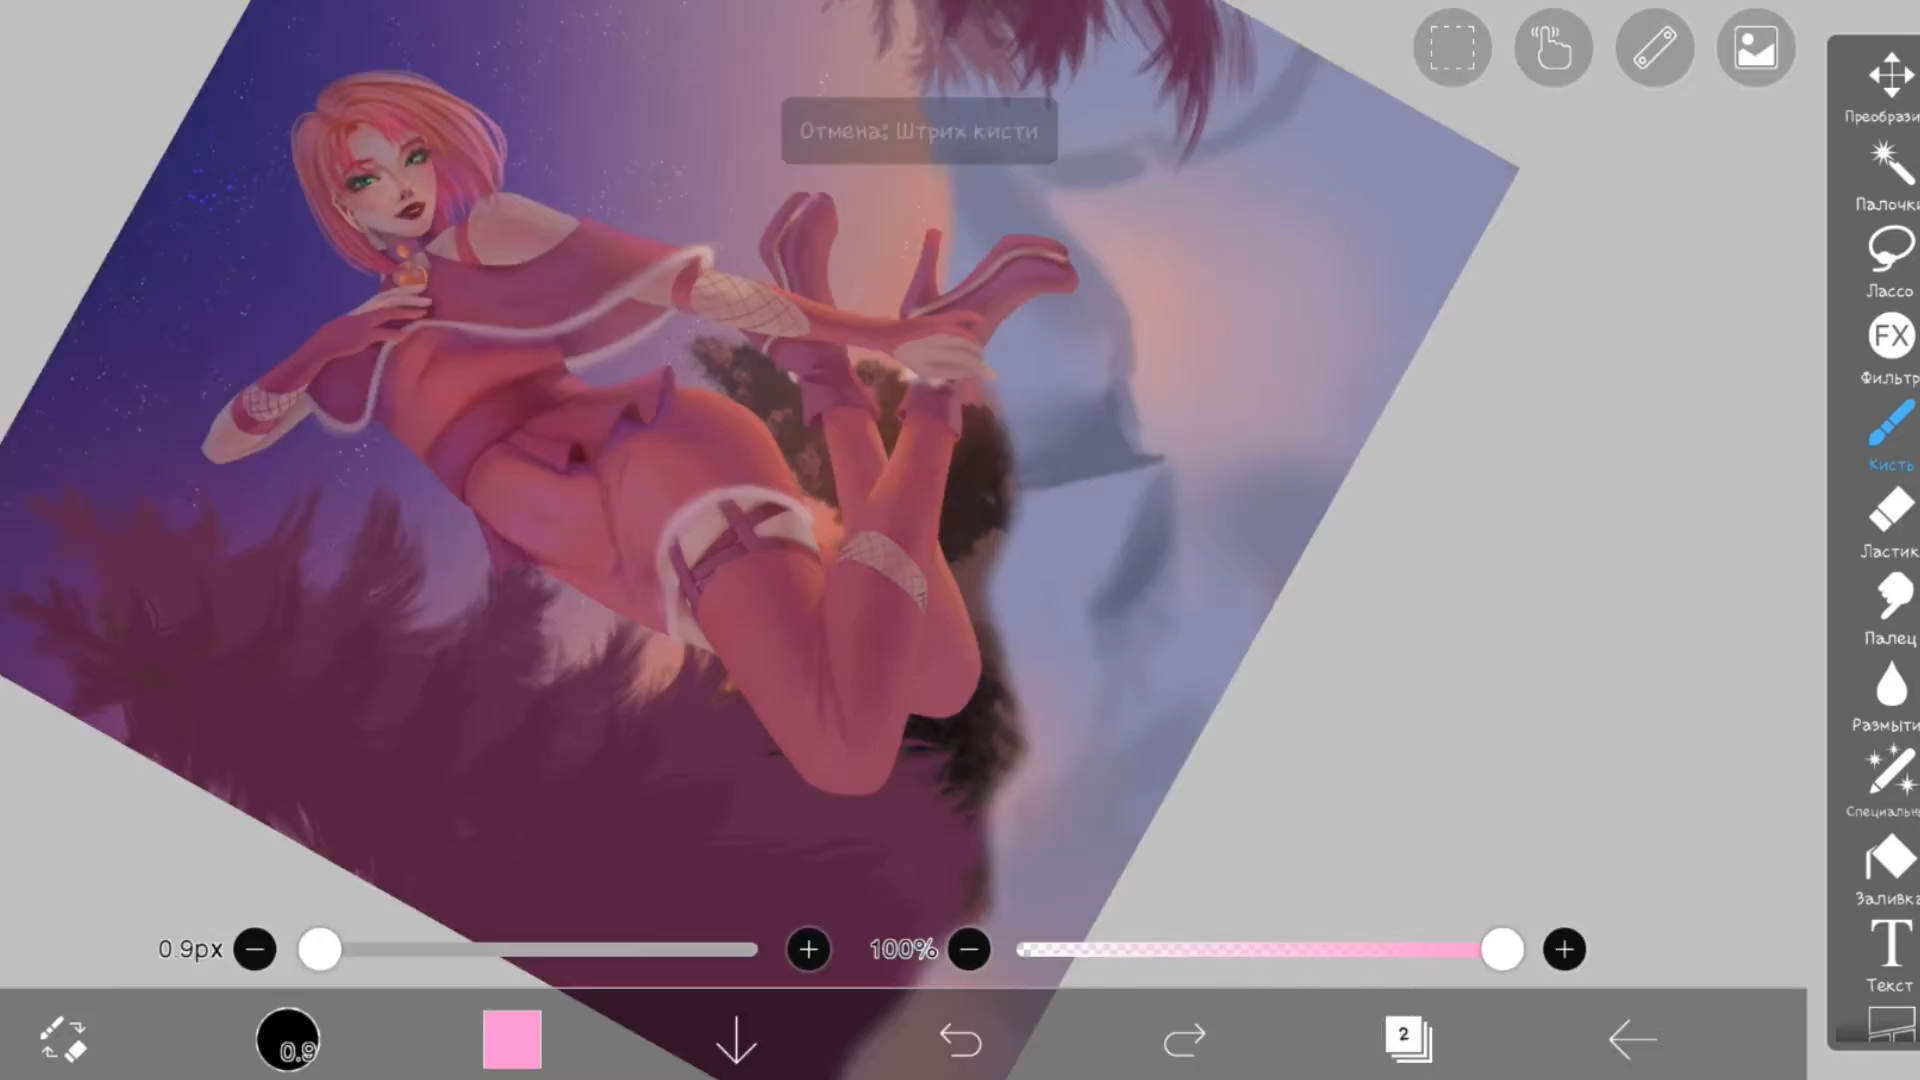 Отмена: Штрих кисти
Преобрази
Палочки
Лассо
FX
Фильтр
Кисть
Ластик
Палец
Размыти
Специальн
Заливка
T
Текст
0.9px
100%
0.9
2